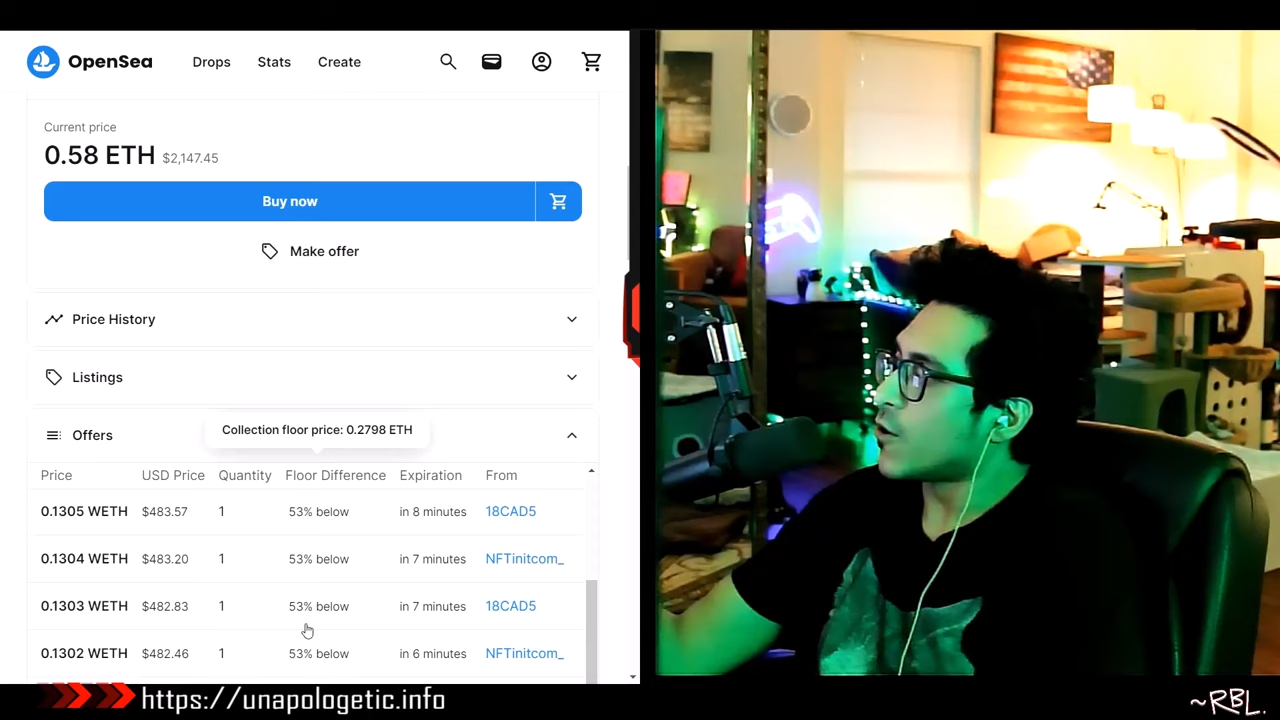 OpenSea Drops Stats Create
Current price
0.58 ETH $2,147.45
Buy now
Make offer
Price History
Listings
Offers
Collection floor price: 0.2798 ETH
Price USD Price Quantity Floor Difference Expiration From
0.1305 WETH $483.57 1 53% below in 8 minutes 18CAD5
0.1304 WETH $483.20 1 53% below in 7 minutes NFTinitcom_
0.1303 WETH $482.83 1 53% below in 7 minutes 18CAD5
0.1302 WETH $482.46 1 53% below in 6 minutes NFTinitcom_
https://unapologetic.info
~RBL.